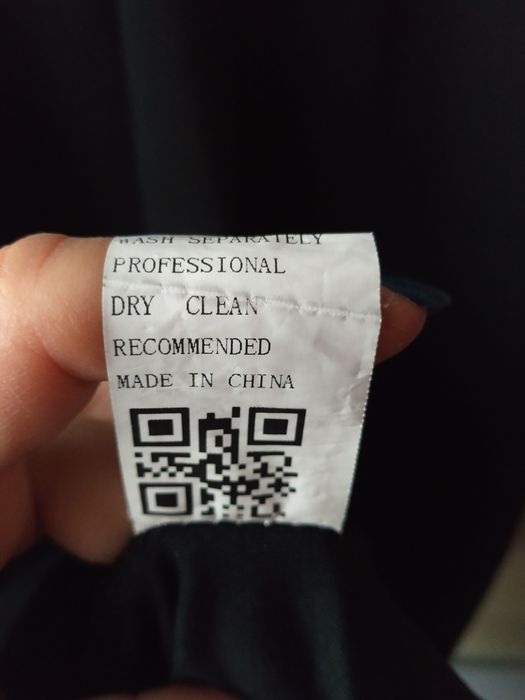 WASH SEPARATELY
PROFESSIONAL
DRY CLEAN
RECOMMENDED
MADE IN CHINA